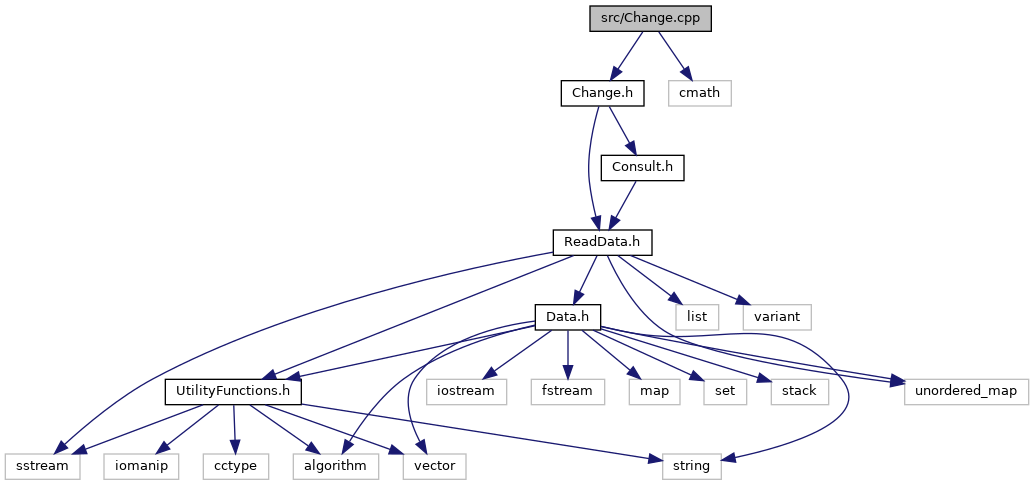 src/Change.cpp
Change.h
cmath
Consult.h
ReadData.h
Data.h
list
variant
UtilityFunctions.h
iostream
fstream
map
set
stack
unordered_map
sstream
iomanip
cctype
algorithm
vector
string